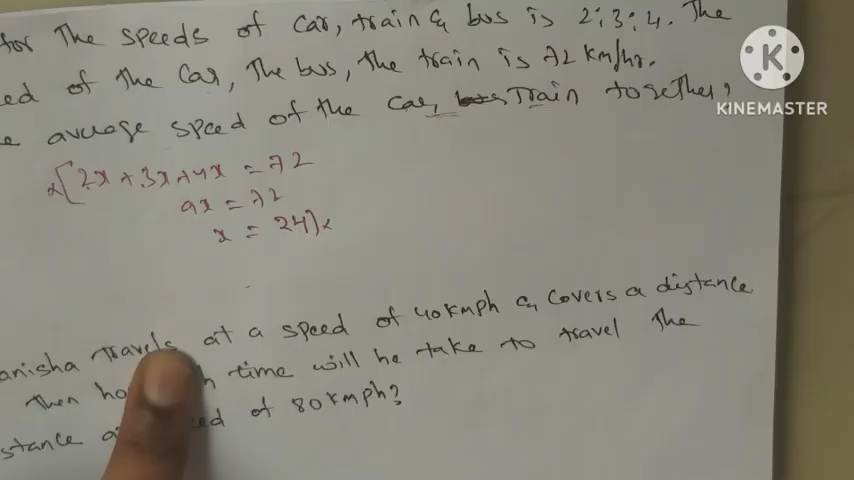 for The speeds of car, train & bus is 2:3:4. The
ed of the car, The bus, the train is 72 km/hr.
e average speed of the car, bus Train together,
[2x+3x+4x = 72
9x = 72
x = 24]x
anisha Travels at a speed of 40kmph & covers a distance
Then time will he take to travel The
stance of 80kmph?
K
KINEMASTER